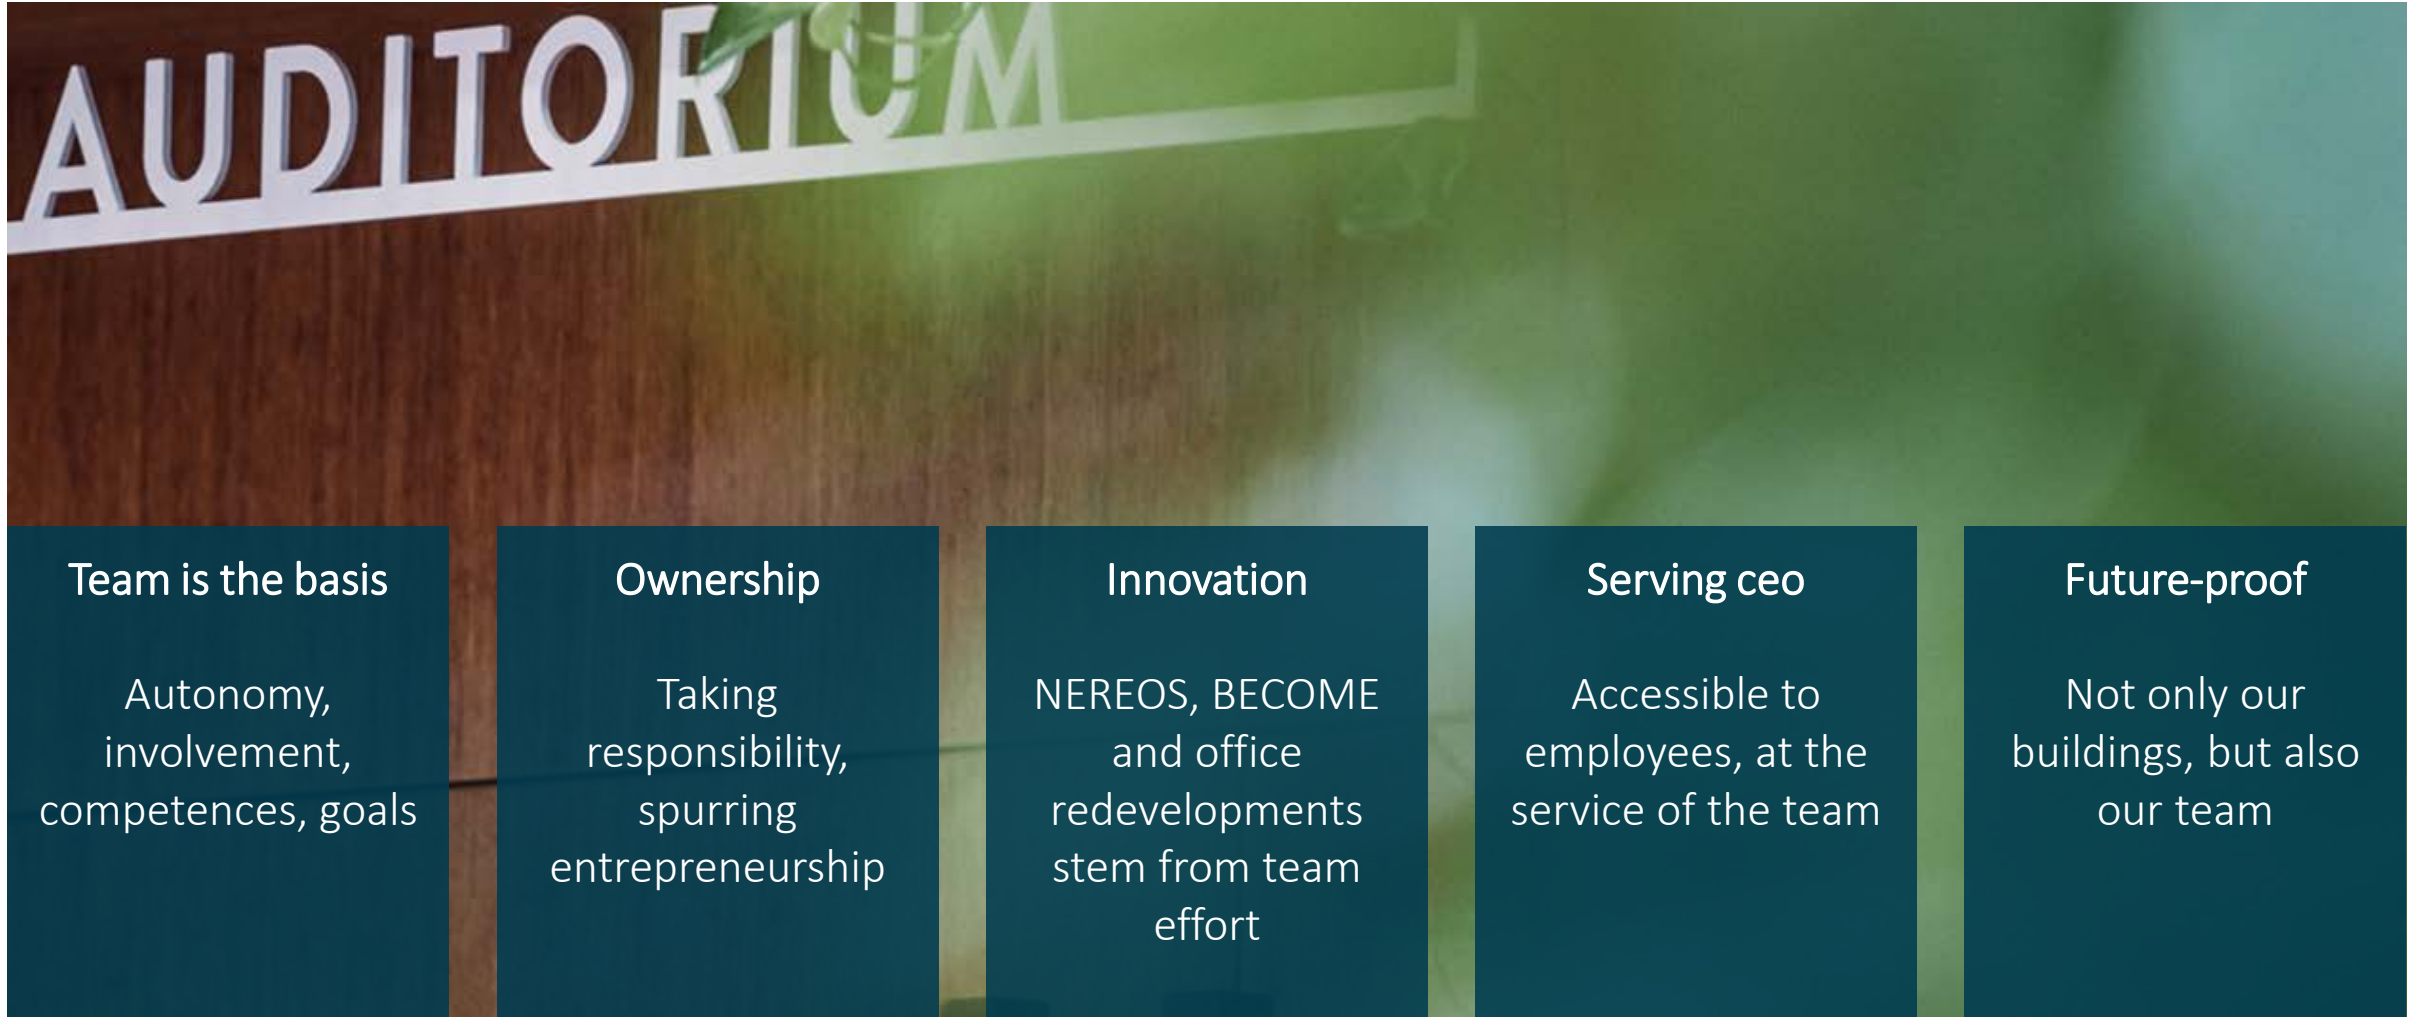 AUDITORIUM
Team is the basis
Autonomy,
involvement,
competences, goals
Ownership
Taking
responsibility,
spurring
entrepreneurship
Innovation
NEREOS, BECOME
and office
redevelopments
stem from team
effort
Serving ceo
Accessible to
employees, at the
service of the team
Future-proof
Not only our
buildings, but also
our team